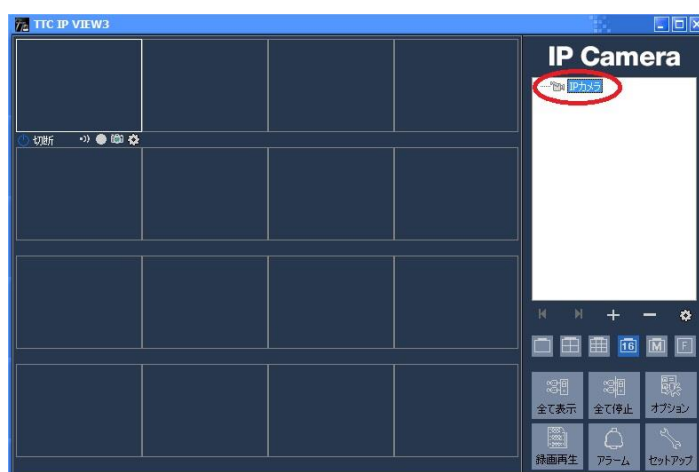 TTC IP VIEW3
IP Camera
IPカメラ
切断
16 M F
全て表示 全て停止 オプション
録画再生 アラーム セットアップ